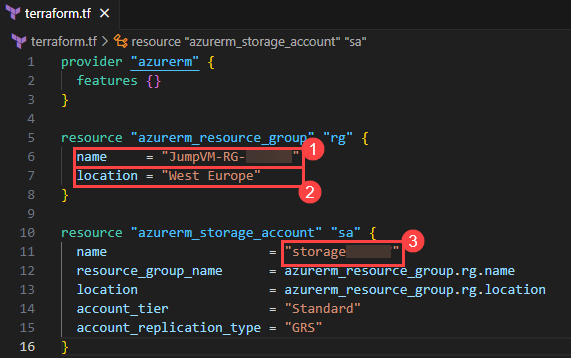 terraform.tf
terraform.tf > resource "azurerm_storage_account" "sa"
1 provider "azurerm" {
2 features {}
3 }
4
5 resource "azurerm_resource_group" "rg" {
6 name = "JumpVM-RG-" 1
7 location = "West Europe"
8 } 2
9
10 resource "azurerm_storage_account" "sa" { 3
11 name = "storage"
12 resource_group_name = azurerm_resource_group.rg.name
13 location = azurerm_resource_group.rg.location
14 account_tier = "Standard"
15 account_replication_type = "GRS"
16 }